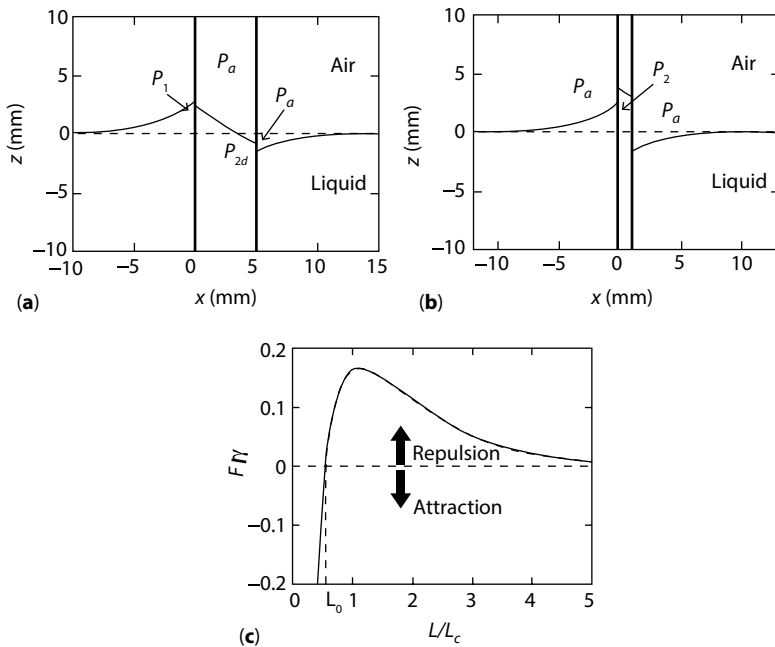 10
5
0
−5
−10
z (mm)
P1
Pa
Pa
P2d
Air
Liquid
−10 −5 0 5 10 15
x (mm)
(a)
10
5
0
−5
−10
z (mm)
Pa
P2
Pa
Air
Liquid
−10 −5 0 5 10
x (mm)
(b)
0.2
0.1
0
−0.1
−0.2
F/γ
Repulsion
Attraction
0 L0 1 2 3 4 5
L/Lc
(c)